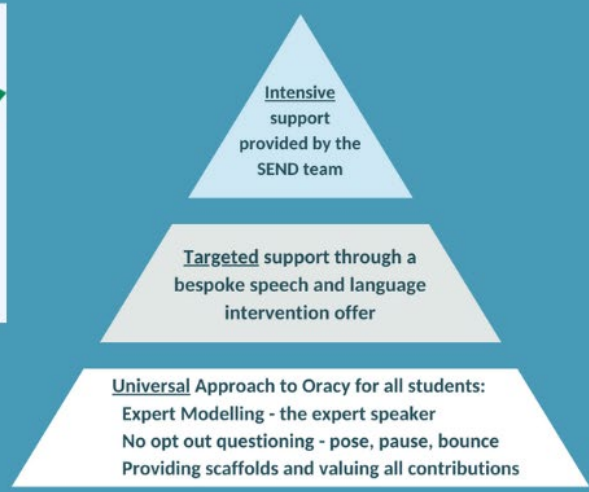 Intensive
support
provided by the
SEND team
Targeted support through a
bespoke speech and language
intervention offer
Universal Approach to Oracy for all students:
Expert Modelling - the expert speaker
No opt out questioning - pose, pause, bounce
Providing scaffolds and valuing all contributions